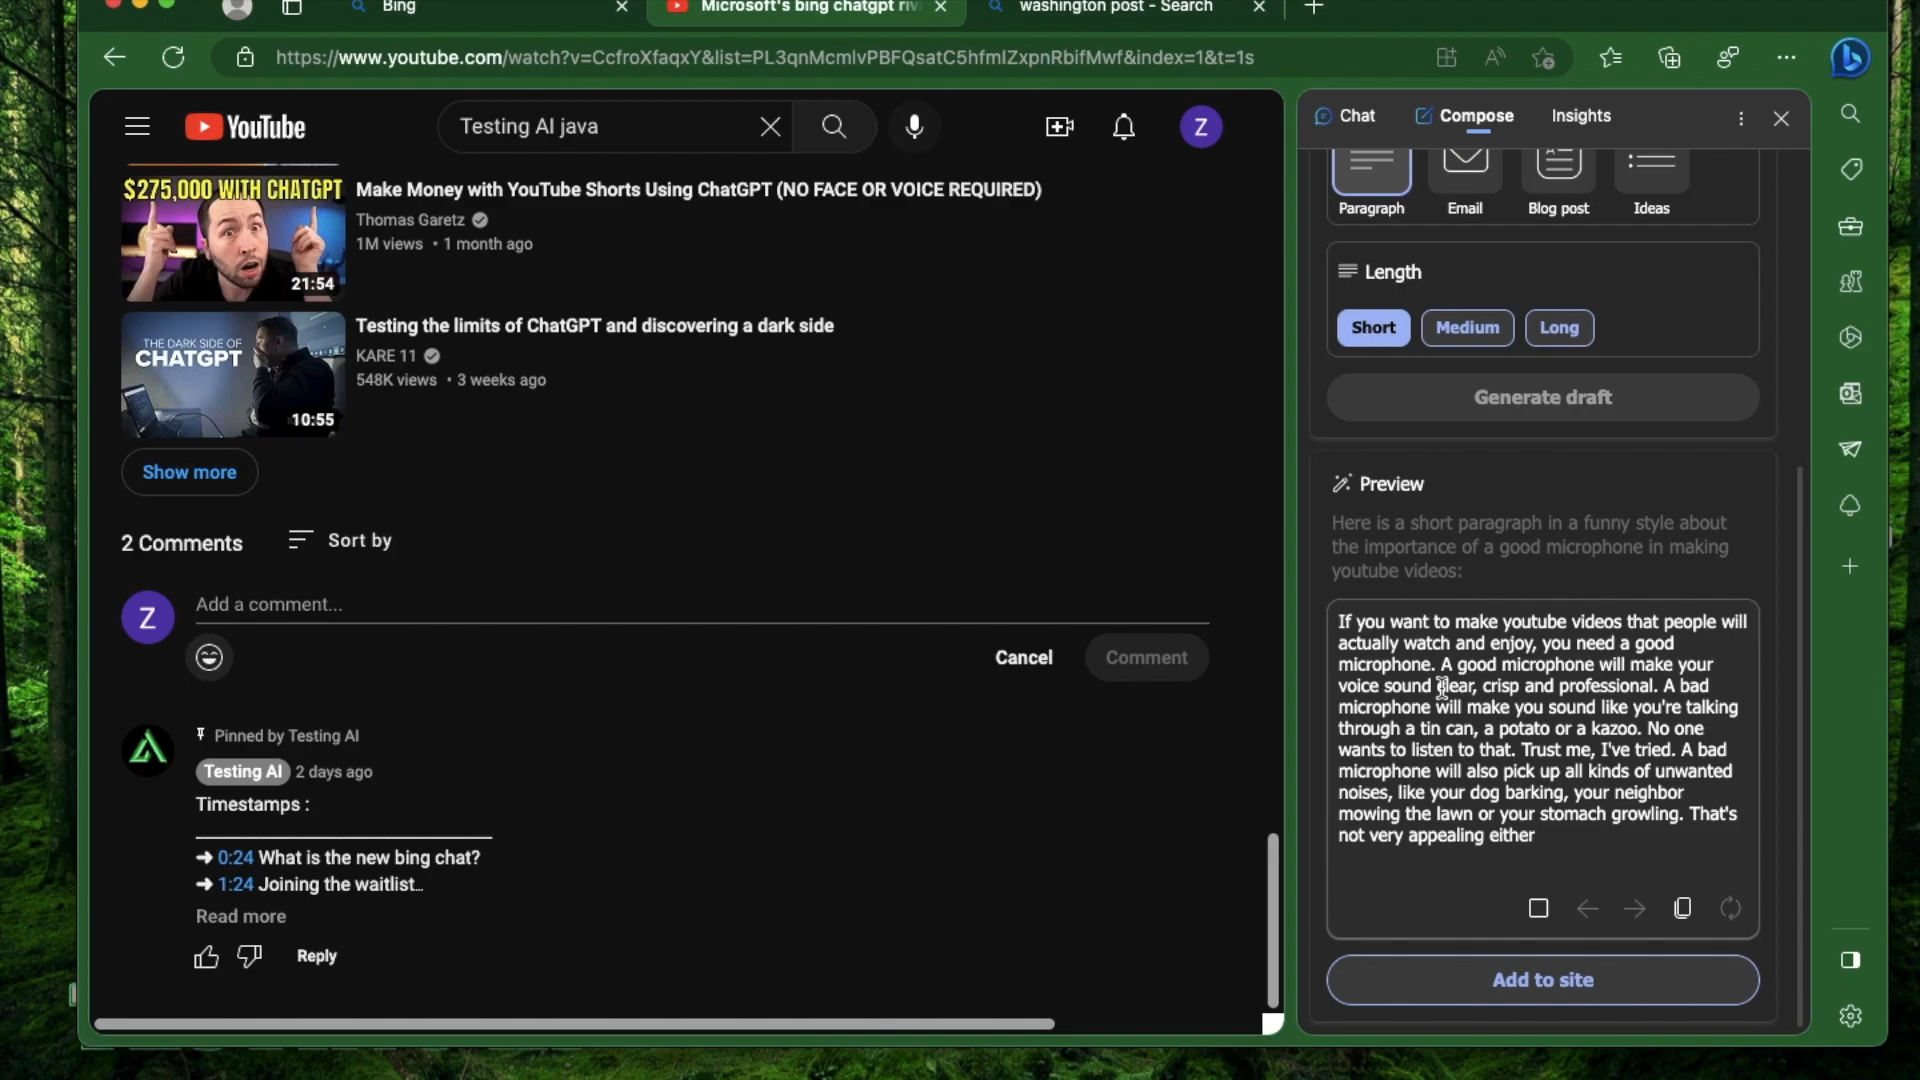 Bing
Microsoft's bing chatgpt riv
washington post - Search
https://www.youtube.com/watch?v=CcfroXfaqxY&list=PL3qnMcmlvPBFQsatC5hfmIZxpnRbifMwf&index=1&t=1s
YouTube
Testing AI java
Z
$275,000 WITH CHATGPT
21:54
Make Money with YouTube Shorts Using ChatGPT (NO FACE OR VOICE REQUIRED)
Thomas Garetz
1M views • 1 month ago
THE DARK SIDE OF
CHATGPT
10:55
Testing the limits of ChatGPT and discovering a dark side
KARE 11
548K views • 3 weeks ago
Show more
2 Comments
Sort by
Z
Add a comment...
Cancel
Comment
Pinned by Testing AI
Testing AI 2 days ago
Timestamps :
➜ 0:24 What is the new bing chat?
➜ 1:24 Joining the waitlist…
Read more
Reply
Chat
Compose
Insights
Paragraph
Email
Blog post
Ideas
Length
Short
Medium
Long
Generate draft
Preview
Here is a short paragraph in a funny style about
the importance of a good microphone in making
youtube videos:
If you want to make youtube videos that people will
actually watch and enjoy, you need a good
microphone. A good microphone will make your
voice sound clear, crisp and professional. A bad
microphone will make you sound like you're talking
through a tin can, a potato or a kazoo. No one
wants to listen to that. Trust me, I've tried. A bad
microphone will also pick up all kinds of unwanted
noises, like your dog barking, your neighbor
mowing the lawn or your stomach growling. That's
not very appealing either
Add to site